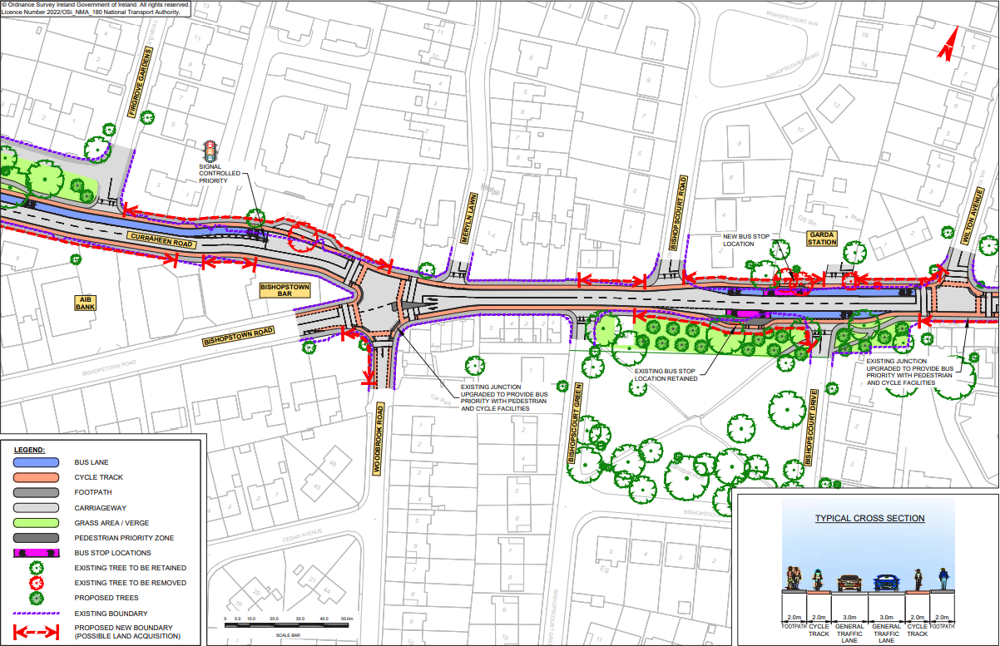 © Ordnance Survey Ireland Government of Ireland. All rights reserved.
Licence Number 2022/OSi_NMA_180 National Transport Authority.
BISHOPSCOURT AVE
BISHOPSCOURT ROAD
FIRGROVE GARDENS
SIGNAL
CONTROLLED
PRIORITY
CURRAHEEN ROAD
MERLYN LAWN
BISHOPSCOURT ROAD
NEW BUS STOP
LOCATION
GS Stn
GARDA
STATION
WILTON AVENUE
AIB
BANK
BISHOPSTOWN
BAR
BISHOPSTOWN ROAD
BISHOPSTOWN ROAD
EXISTING JUNCTION
UPGRADED TO PROVIDE BUS
PRIORITY WITH PEDESTRIAN
AND CYCLE FACILITIES
Car Park
EXISTING BUS STOP
LOCATION RETAINED
EXISTING JUNCTION
UPGRADED TO PROVIDE BUS
PRIORITY WITH PEDESTRIAN
AND CYCLE FACILITIES
WOODBROOK ROAD
BISHOPSCOURT GREEN
BISHOPSCOURT DRIVE
CEDAR AVENUE
ES
LEGEND:
BUS LANE
CYCLE TRACK
FOOTPATH
CARRIAGEWAY
GRASS AREA / VERGE
PEDESTRIAN PRIORITY ZONE
BUS STOP LOCATIONS
EXISTING TREE TO BE RETAINED
EXISTING TREE TO BE REMOVED
PROPOSED TREES
EXISTING BOUNDARY
PROPOSED NEW BOUNDARY
(POSSIBLE LAND ACQUISITION)
0 5.0 10.0 20.0 30.0 40.0 50.0m
SCALE BAR
TYPICAL CROSS SECTION
2.0m 2.0m 3.0m 3.0m 2.0m 2.0m
FOOTPATH CYCLE TRACK GENERAL TRAFFIC LANE GENERAL TRAFFIC LANE CYCLE TRACK FOOTPATH